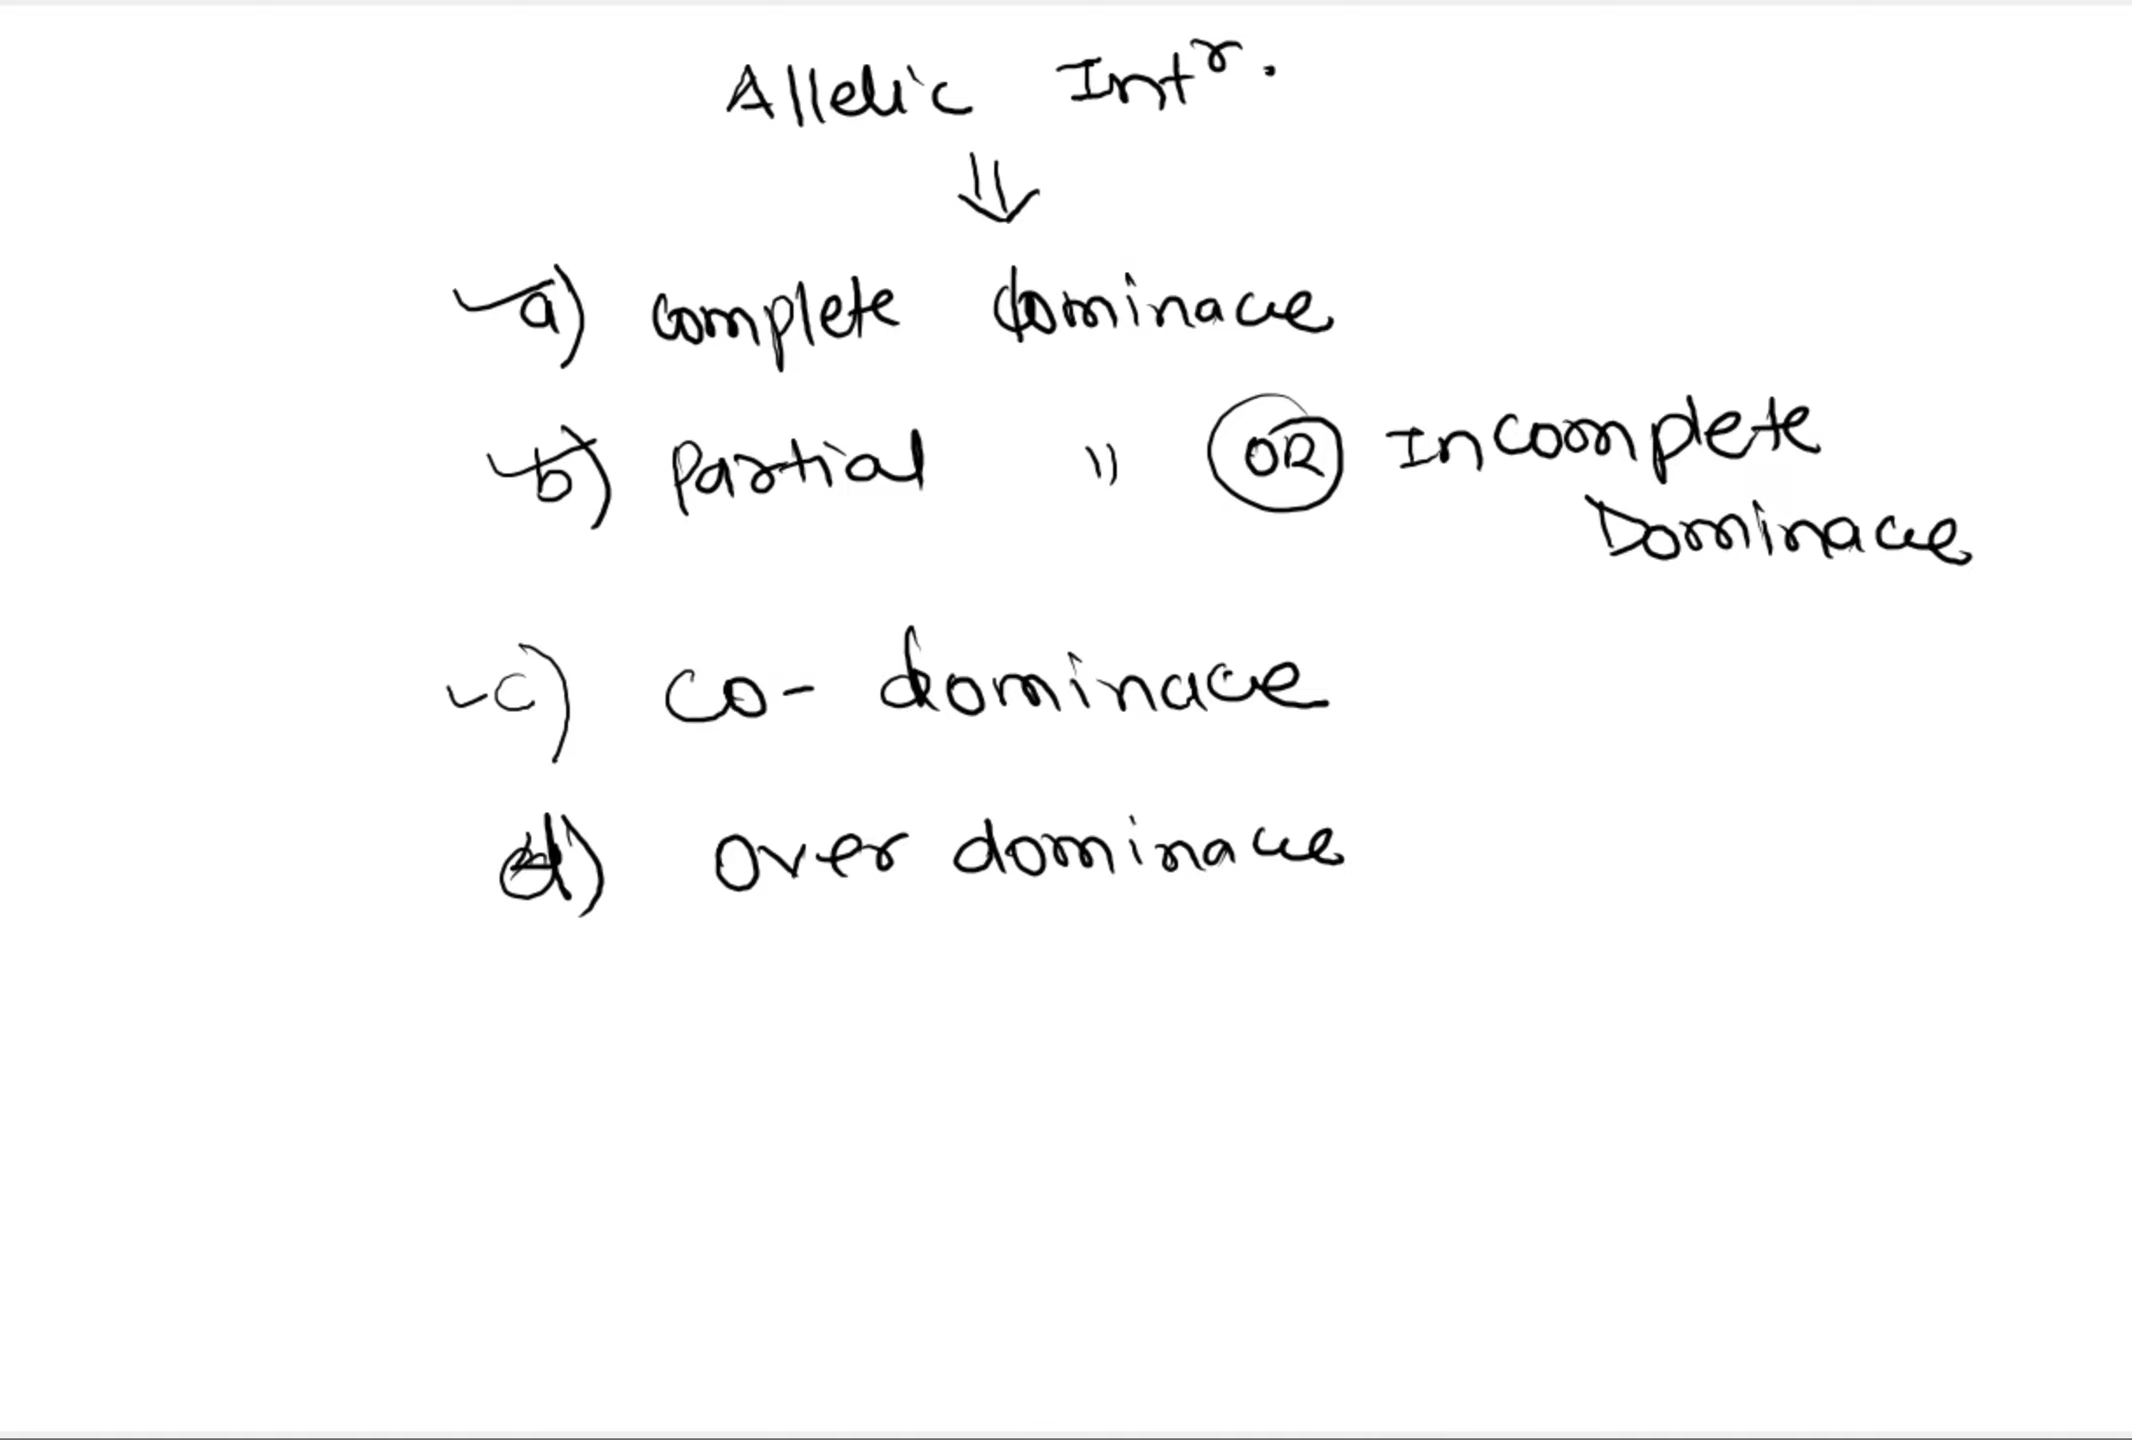 Allelic Intr.
a) complete dominace
b) Partial " OR Incomplete
Dominace
c) co-dominace
d) over dominace